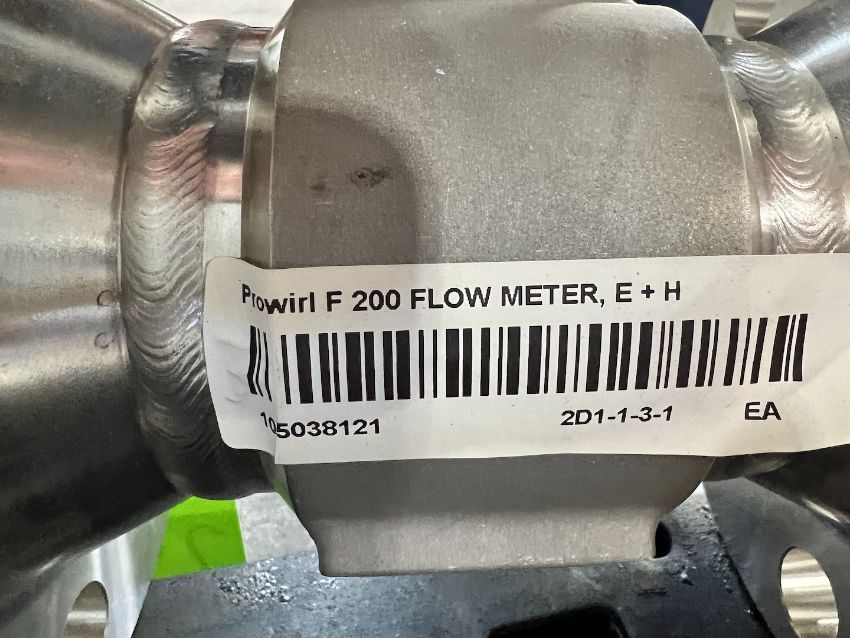 Prowirl F 200 FLOW METER, E + H
105038121 2D1-1-3-1 EA